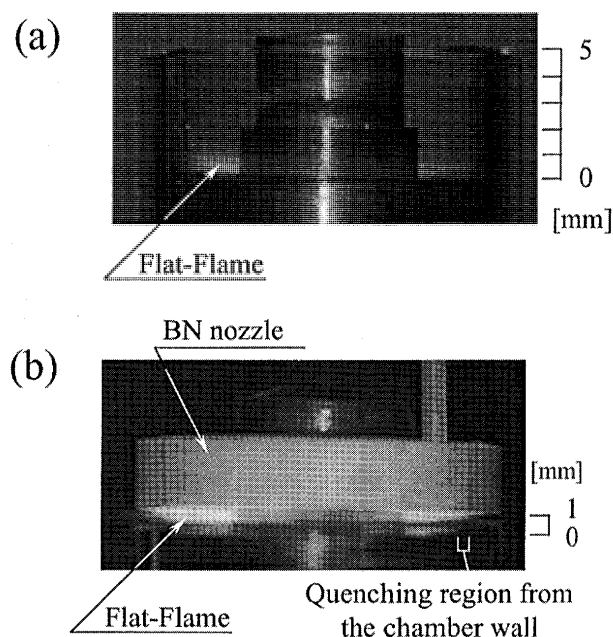 (a)
5
0
[mm]
Flat-Flame
BN nozzle
(b)
[mm]
1
0
Flat-Flame
Quenching region from
the chamber wall